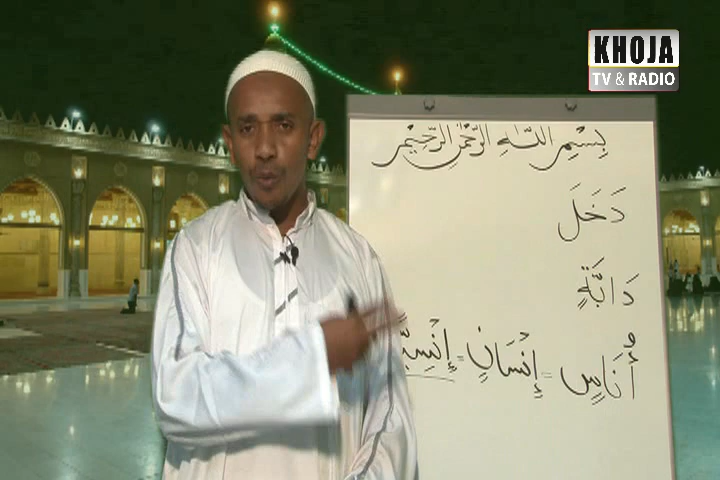 KHOJA
TV & RADIO
بِسْمِ اللَّهِ الرَّحْمَنِ الرَّحِيمِ
دَخَلَ
دَابَّةٍ
أُنَاسٍ = إِنْسَانٍ =